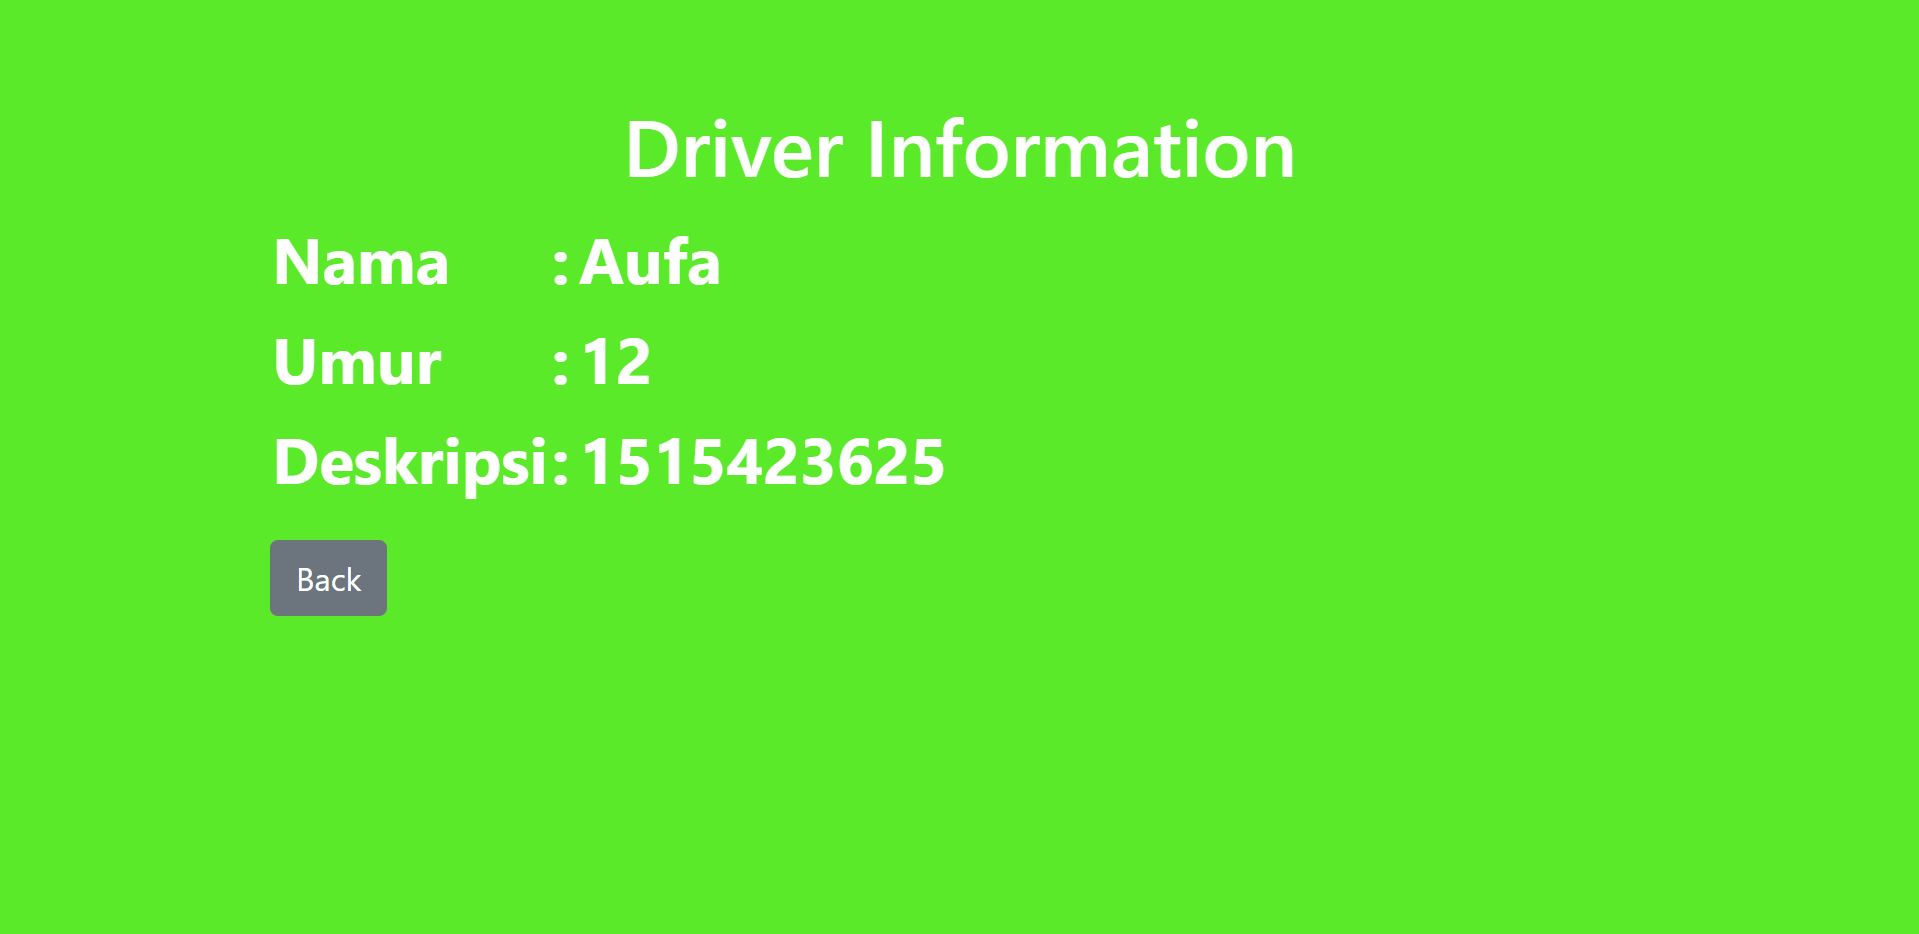 Driver Information
Nama : Aufa
Umur : 12
Deskripsi : 1515423625
Back